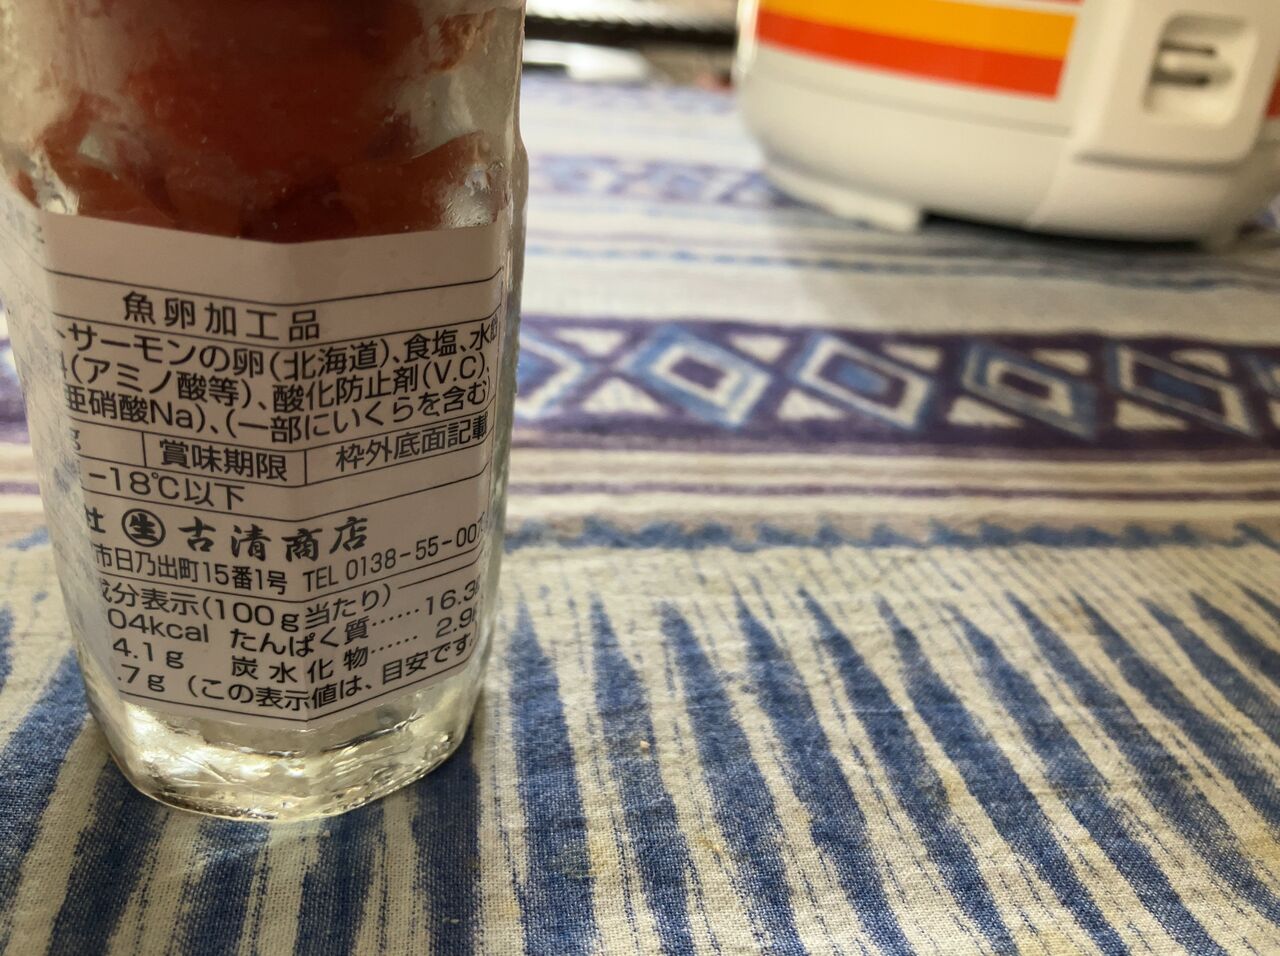 魚卵加工品
サーモンの卵(北海道)、食塩、水
(アミノ酸等)、酸化防止剤(V.C)、
亜硝酸Na)、(一部にいくらを含む)
g 賞味期限 枠外底面記載
-18℃以下
社 生 古清商店
市日乃出町15番1号 TEL 0138-55-00
成分表示(100g当たり)
04kcal たんぱく質……16.3g
4.1g 炭水化物…… 2.9g
.7g (この表示値は、目安です。